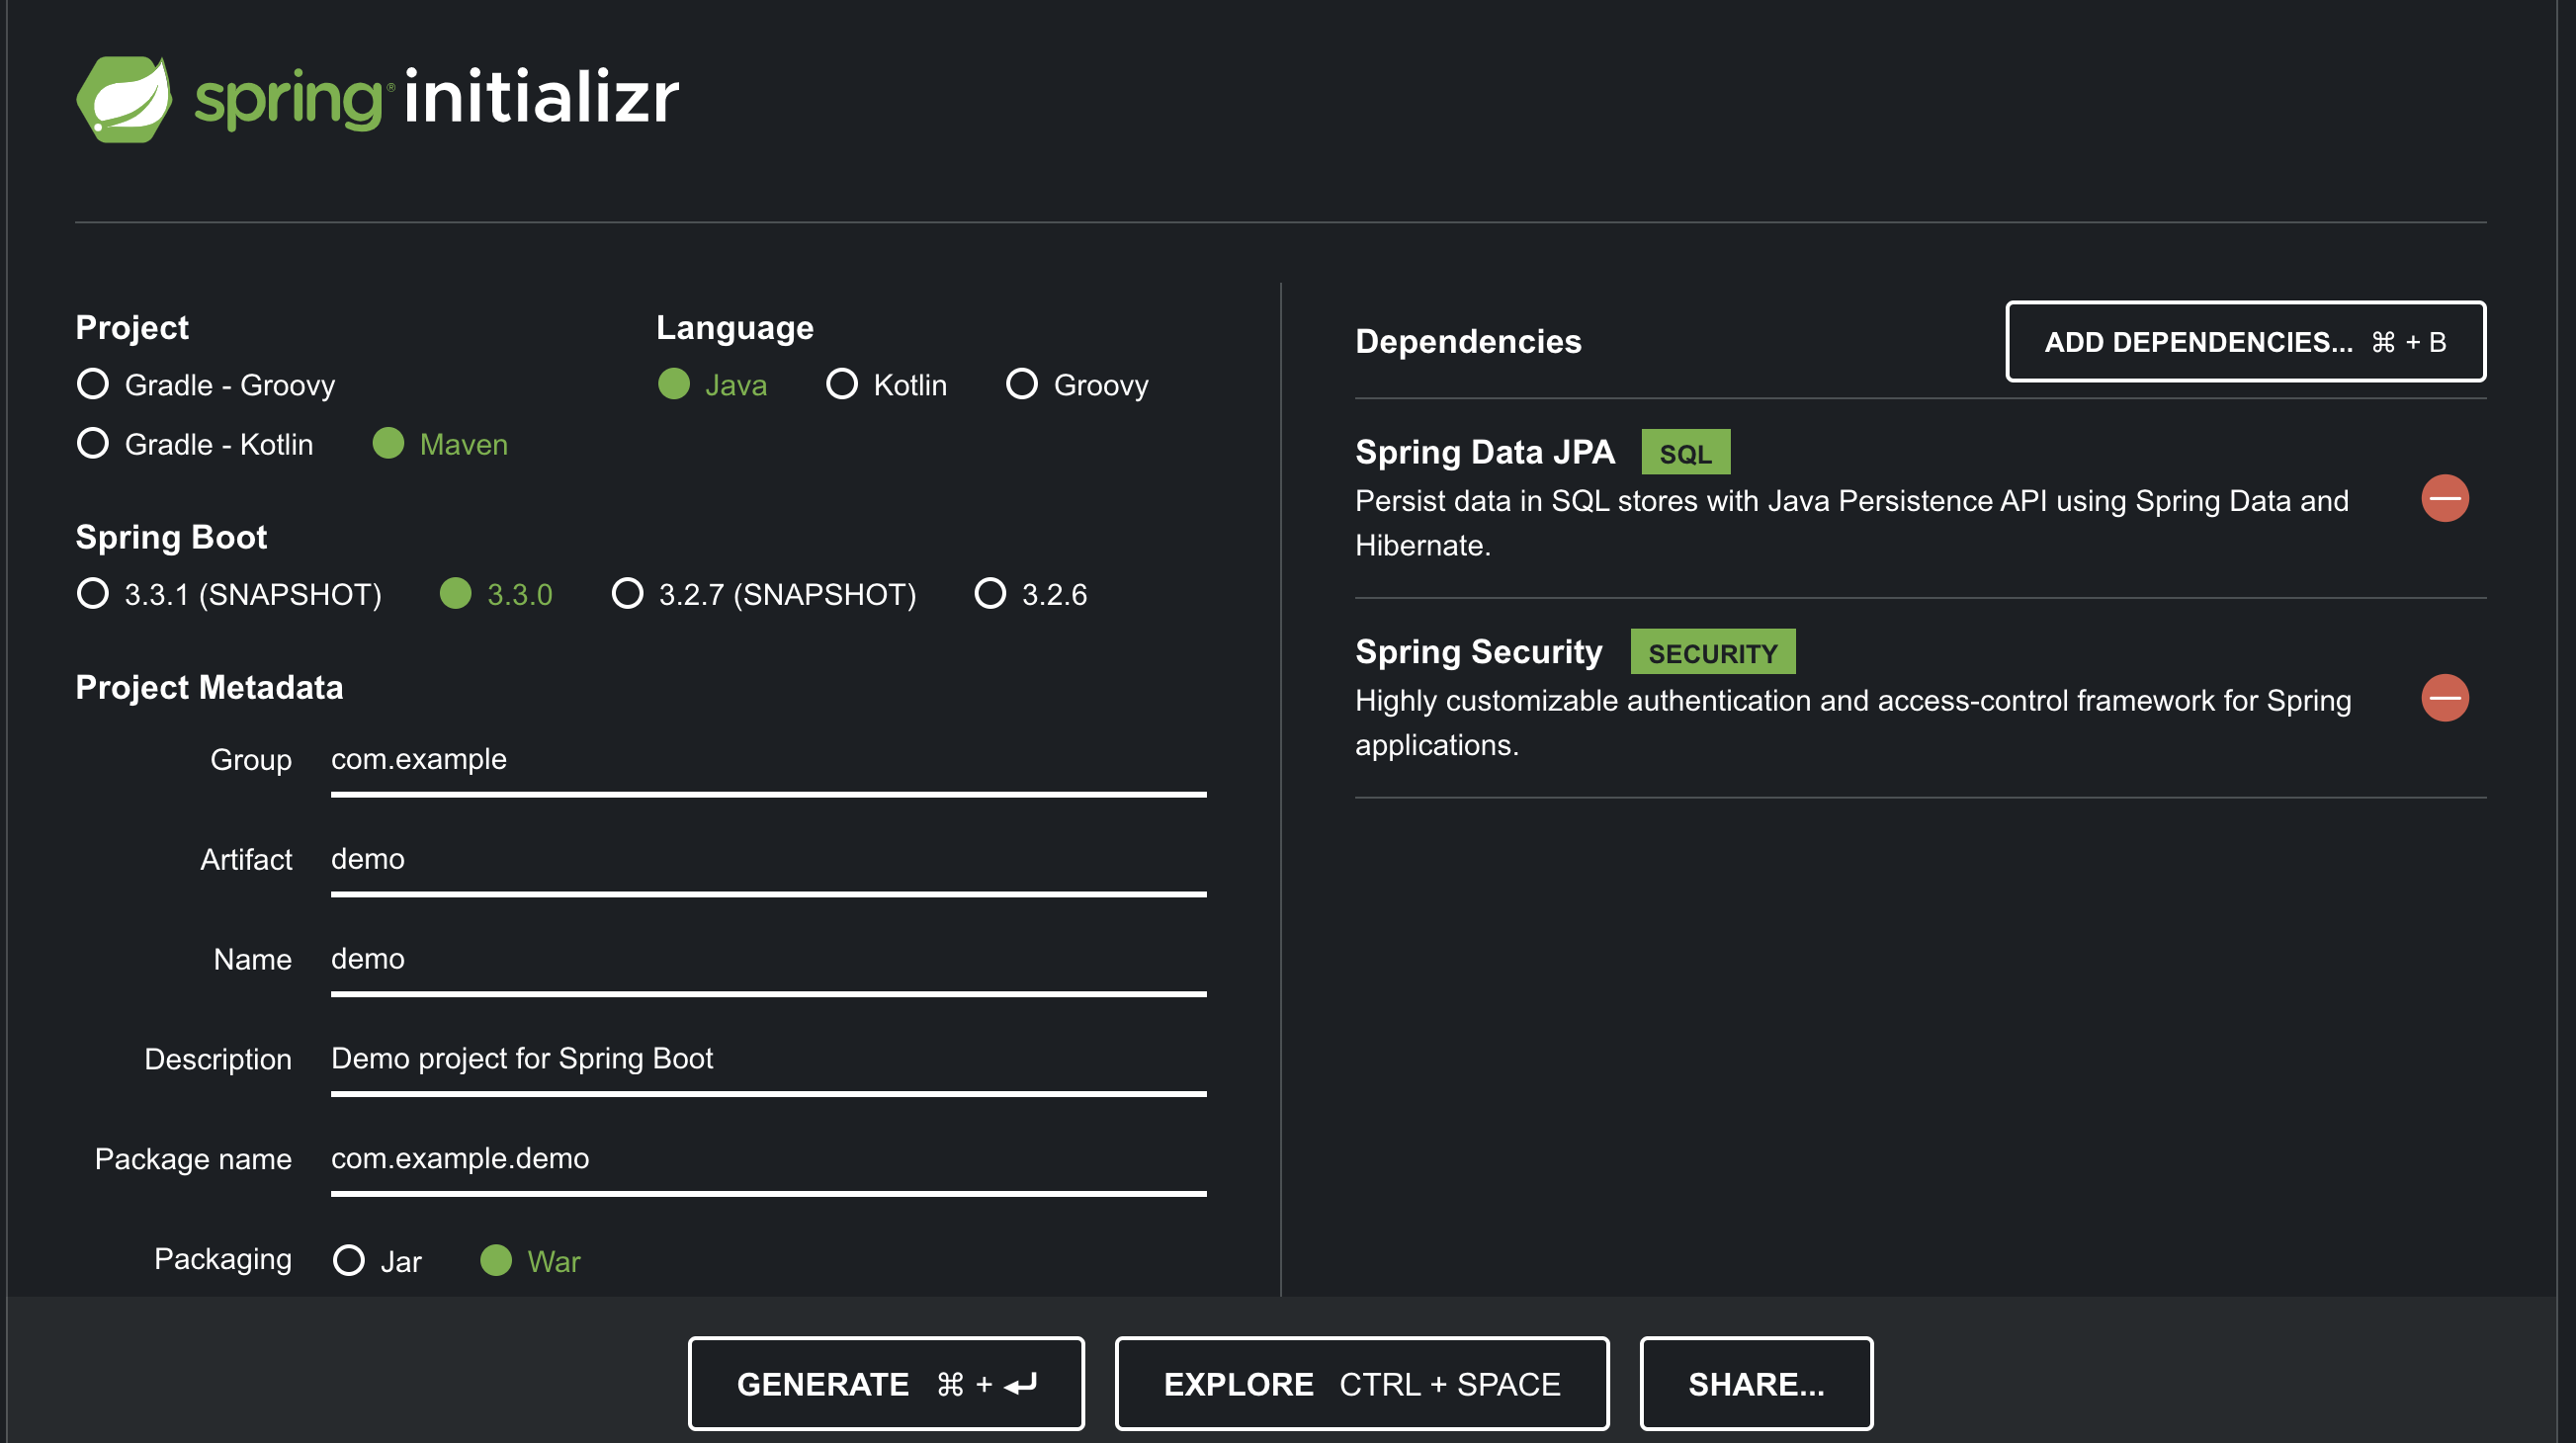 spring® initializr
Project
Gradle - Groovy
Gradle - Kotlin Maven
Language
Java Kotlin Groovy
Spring Boot
3.3.1 (SNAPSHOT) 3.3.0 3.2.7 (SNAPSHOT) 3.2.6
Project Metadata
Group com.example
Artifact demo
Name demo
Description Demo project for Spring Boot
Package name com.example.demo
Packaging Jar War
Dependencies
ADD DEPENDENCIES... ⌘ + B
Spring Data JPA SQL
Persist data in SQL stores with Java Persistence API using Spring Data and
Hibernate.
Spring Security SECURITY
Highly customizable authentication and access-control framework for Spring
applications.
GENERATE ⌘ + ⏎
EXPLORE CTRL + SPACE
SHARE...